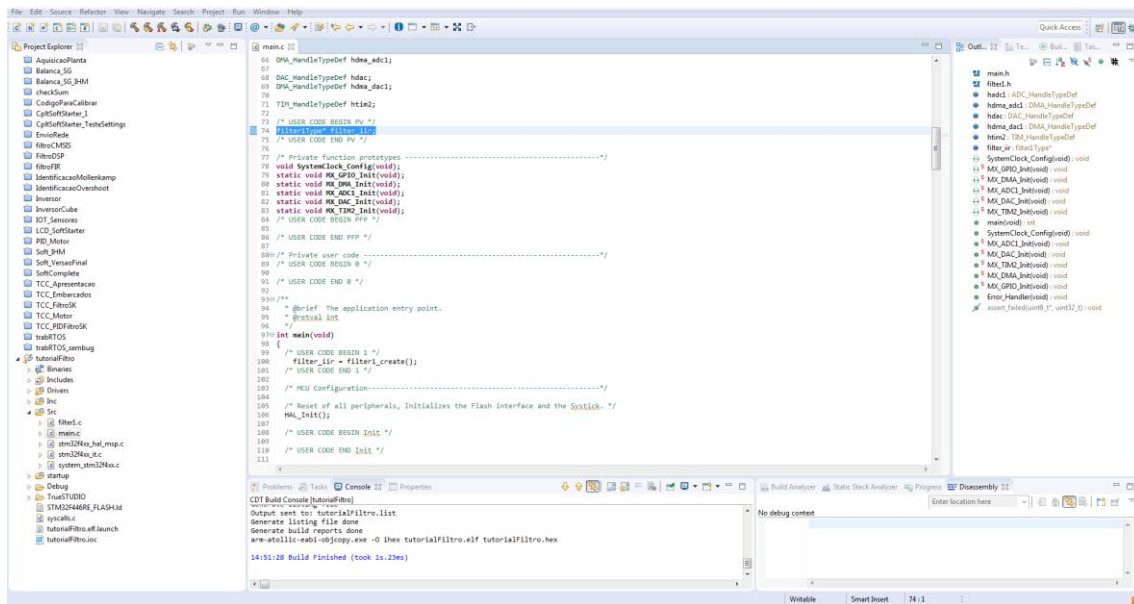 File Edit Source Refactor View Navigate Search Project Run Window Help
Quick Access
Project Explorer
AquisicaoPlanta
Balanca_SG
Balanca_SG_IHM
checkSum
CodigoParaCalibrar
CpltSoftStarter_1
CpltSoftStarter_TesteSettings
EnvioRede
filtroCMSIS
FiltroDSP
filtroFIR
IdentificacaoMollenkamp
IdentificacaoOvershoot
Inversor
InversorCube
IOT_Sensores
LCD_SoftStarter
PID_Motor
Soft_IHM
Soft_VersaoFinal
SoftComplete
TCC_Apresentacao
TCC_Embarcados
TCC_FiltroSK
TCC_Motor
TCC_PIDFiltroSK
trabRTOS
trabRTOS_sembug
tutorialFiltro
Binaries
Includes
Drivers
Inc
Src
filter1.c
main.c
stm32f4xx_hal_msp.c
stm32f4xx_it.c
system_stm32f4xx.c
startup
Debug
TrueSTUDIO
STM32F446RE_FLASH.ld
syscalls.c
tutorialFiltro.elf.launch
tutorialFiltro.ioc
main.c
66 DMA_HandleTypeDef hdma_adc1;
67
68 DAC_HandleTypeDef hdac;
69 DMA_HandleTypeDef hdma_dac1;
70
71 TIM_HandleTypeDef htim2;
72
73 /* USER CODE BEGIN PV */
74 filter1Type* filter_iir;
75 /* USER CODE END PV */
76
77 /* Private function prototypes -----------------------------------------------*/
78 void SystemClock_Config(void);
79 static void MX_GPIO_Init(void);
80 static void MX_DMA_Init(void);
81 static void MX_ADC1_Init(void);
82 static void MX_DAC_Init(void);
83 static void MX_TIM2_Init(void);
84 /* USER CODE BEGIN PFP */
85
86 /* USER CODE END PFP */
87
88 /* Private user code ---------------------------------------------------------*/
89 /* USER CODE BEGIN 0 */
90
91 /* USER CODE END 0 */
92
93 /**
94 * @brief The application entry point.
95 * @retval int
96 */
97 int main(void)
98 {
99 /* USER CODE BEGIN 1 */
100 filter_iir = filter1_create();
101 /* USER CODE END 1 */
102
103 /* MCU Configuration--------------------------------------------------------*/
104
105 /* Reset of all peripherals, Initializes the Flash interface and the Systick. */
106 HAL_Init();
107
108 /* USER CODE BEGIN Init */
109
110 /* USER CODE END Init */
111
Outl... Ta... Buil... Tas...
main.h
filter1.h
hadc1 : ADC_HandleTypeDef
hdma_adc1 : DMA_HandleTypeDef
hdac : DAC_HandleTypeDef
hdma_dac1 : DMA_HandleTypeDef
htim2 : TIM_HandleTypeDef
filter_iir : filter1Type*
SystemClock_Config(void) : void
MX_GPIO_Init(void) : void
MX_DMA_Init(void) : void
MX_ADC1_Init(void) : void
MX_DAC_Init(void) : void
MX_TIM2_Init(void) : void
main(void) : int
SystemClock_Config(void) : void
MX_ADC1_Init(void) : void
MX_DAC_Init(void) : void
MX_TIM2_Init(void) : void
MX_DMA_Init(void) : void
MX_GPIO_Init(void) : void
Error_Handler(void) : void
assert_failed(uint8_t*, uint32_t) : void
Problems Tasks Console Properties
CDT Build Console [tutorialFiltro]
Output sent to: tutorialFiltro.list
Generate listing file done
Generate build reports done
arm-atollic-eabi-objcopy.exe -O ihex tutorialFiltro.elf tutorialFiltro.hex
14:51:28 Build Finished (took 1s.23ms)
Build Analyzer Static Stack Analyzer Progress Disassembly
Enter location here
No debug context
Writable Smart Insert 74 : 1